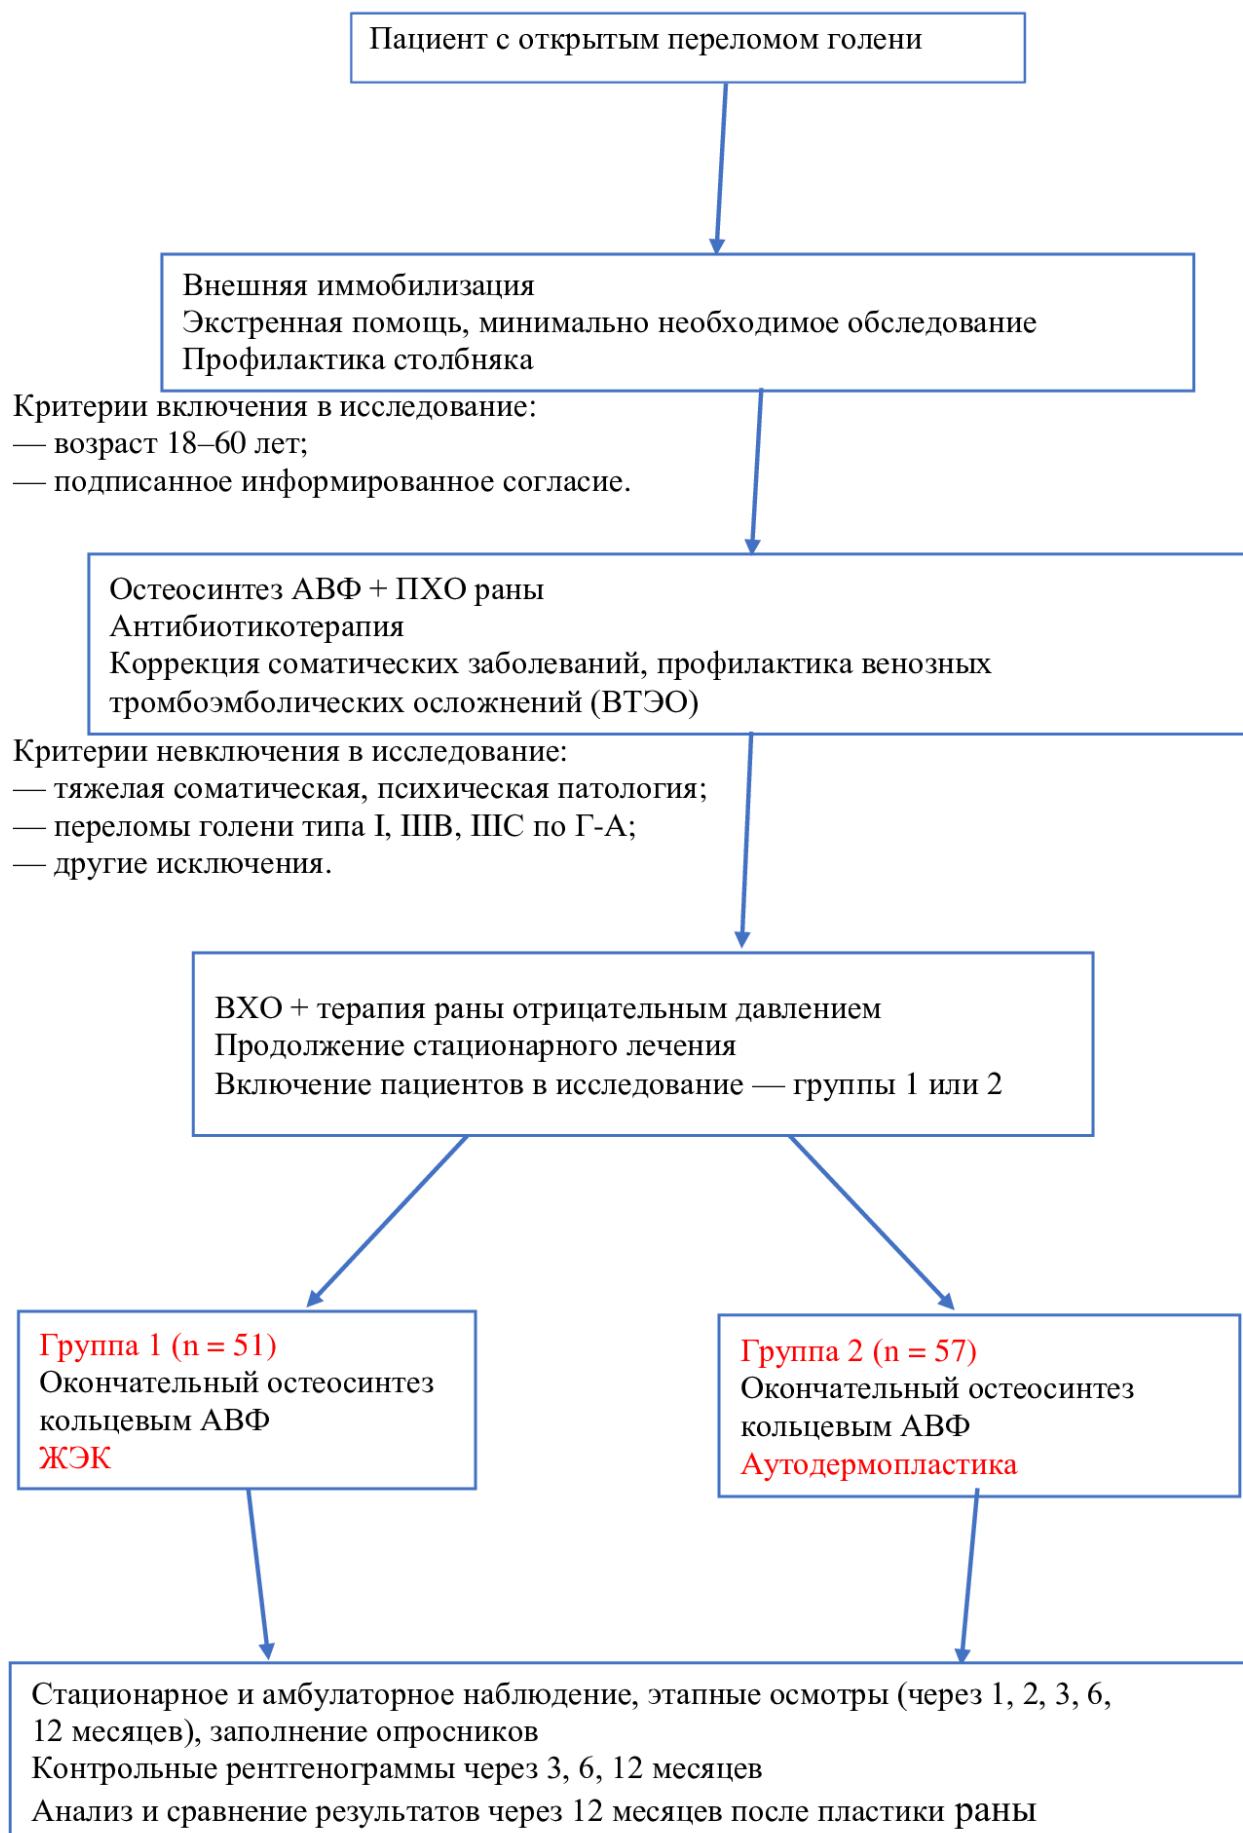 Пациент с открытым переломом голени
Внешняя иммобилизация
Экстренная помощь, минимально необходимое обследование
Профилактика столбняка
Критерии включения в исследование:
— возраст 18–60 лет;
— подписанное информированное согласие.
Остеосинтез АВФ + ПХО раны
Антибиотикотерапия
Коррекция соматических заболеваний, профилактика венозных
тромбоэмболических осложнений (ВТЭО)
Критерии невключения в исследование:
— тяжелая соматическая, психическая патология;
— переломы голени типа I, IIIB, IIIC по Г-А;
— другие исключения.
ВХО + терапия раны отрицательным давлением
Продолжение стационарного лечения
Включение пациентов в исследование — группы 1 или 2
Группа 1 (n = 51)
Окончательный остеосинтез
кольцевым АВФ
ЖЭК
Группа 2 (n = 57)
Окончательный остеосинтез
кольцевым АВФ
Аутодермопластика
Стационарное и амбулаторное наблюдение, этапные осмотры (через 1, 2, 3, 6,
12 месяцев), заполнение опросников
Контрольные рентгенограммы через 3, 6, 12 месяцев
Анализ и сравнение результатов через 12 месяцев после пластики раны